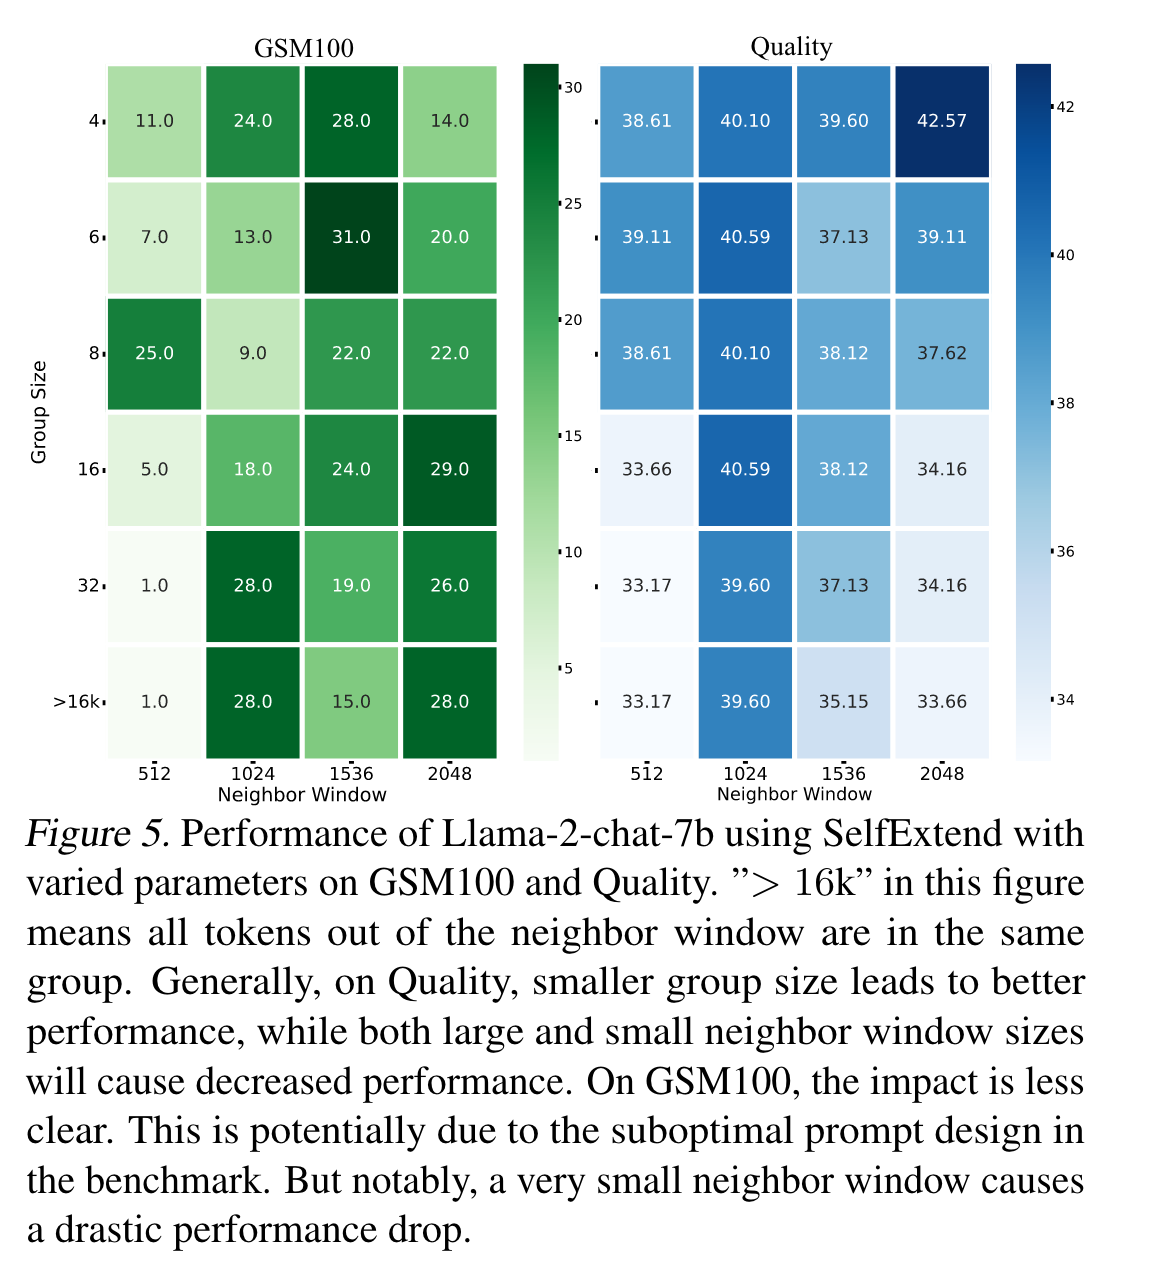 GSM100 Quality
4 11.0 24.0 28.0 14.0 30 38.61 40.10 39.60 42.57 42
6 7.0 13.0 31.0 20.0 25 39.11 40.59 37.13 39.11 40
8 25.0 9.0 22.0 22.0 20 38.61 40.10 38.12 37.62 38
Group Size
16 5.0 18.0 24.0 29.0 15 33.66 40.59 38.12 34.16
32 1.0 28.0 19.0 26.0 10 33.17 39.60 37.13 34.16 36
>16k 1.0 28.0 15.0 28.0 5 33.17 39.60 35.15 33.66 34
512 1024 1536 2048 512 1024 1536 2048
Neighbor Window Neighbor Window
Figure 5. Performance of Llama-2-chat-7b using SelfExtend with
varied parameters on GSM100 and Quality. ”> 16k” in this figure
means all tokens out of the neighbor window are in the same
group. Generally, on Quality, smaller group size leads to better
performance, while both large and small neighbor window sizes
will cause decreased performance. On GSM100, the impact is less
clear. This is potentially due to the suboptimal prompt design in
the benchmark. But notably, a very small neighbor window causes
a drastic performance drop.